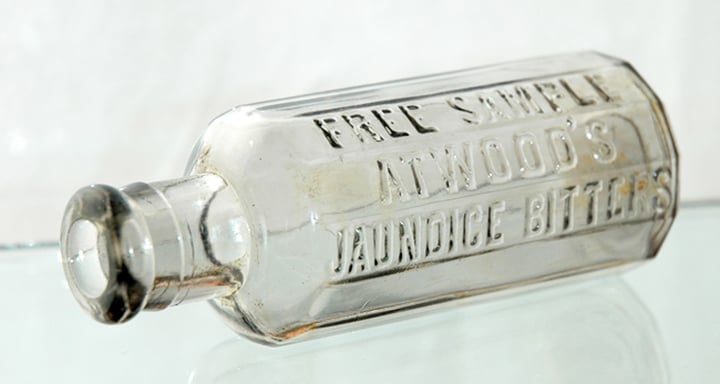 FREE SAMPLE
ATWOOD'S
JAUNDICE BITTERS